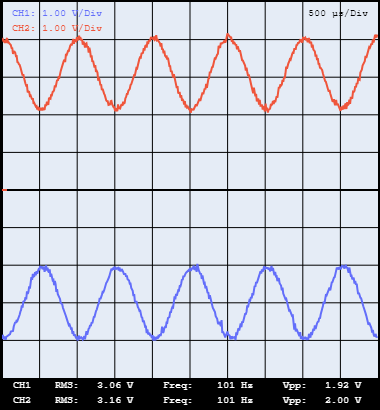 CH1: 1.00 V/Div 500 µs/Div
CH2: 1.00 V/Div
CH1 RMS: 3.06 V Freq: 101 Hz Vpp: 1.92 V
CH2 RMS: 3.16 V Freq: 101 Hz Vpp: 2.00 V